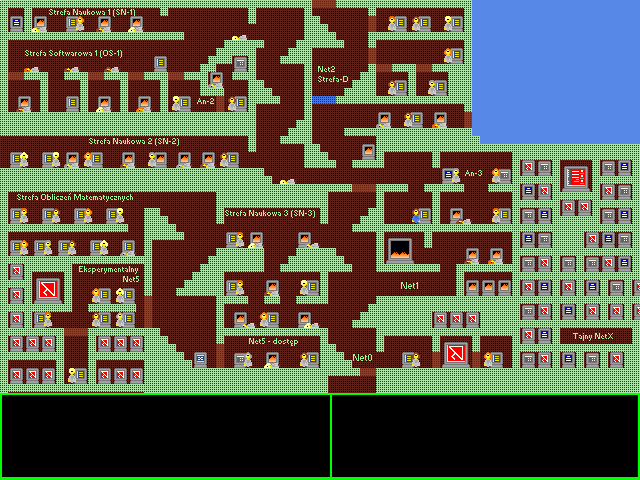 Strefa Naukowa 1 (SN-1)
Strefa Softwarowa 1 (OS-1)
Net2
Strefa-D
An-2
Strefa Naukowa 2 (SN-2)
An-3
Strefa Obliczeń Matematycznych
Strefa Naukowa 3 (SN-3)
Eksperymentalny
Net5
Net1
Net5 - dostęp
Tajny NetX
Net0